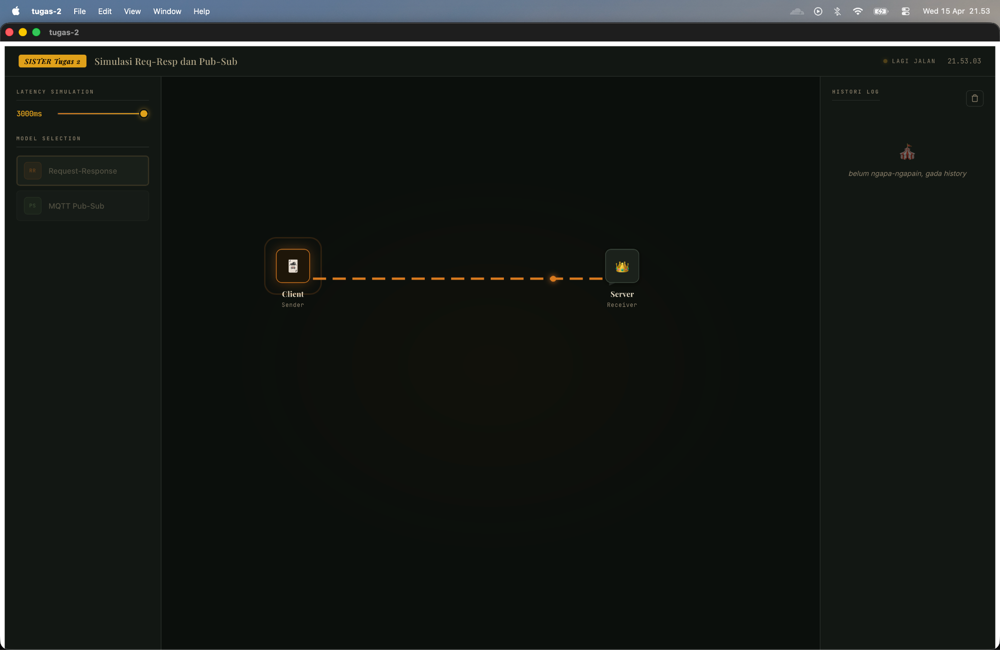 tugas-2 File Edit View Window Help Wed 15 Apr 21.53
tugas-2
SISTER Tugas 2 Simulasi Req-Resp dan Pub-Sub LAGI JALAN 21.53.03
LATENCY SIMULATION
3000ms
MODEL SELECTION
RR Request-Response
PS MQTT Pub-Sub
Client
Sender
Server
Receiver
HISTORI LOG
belum ngapa-ngapain, gada history